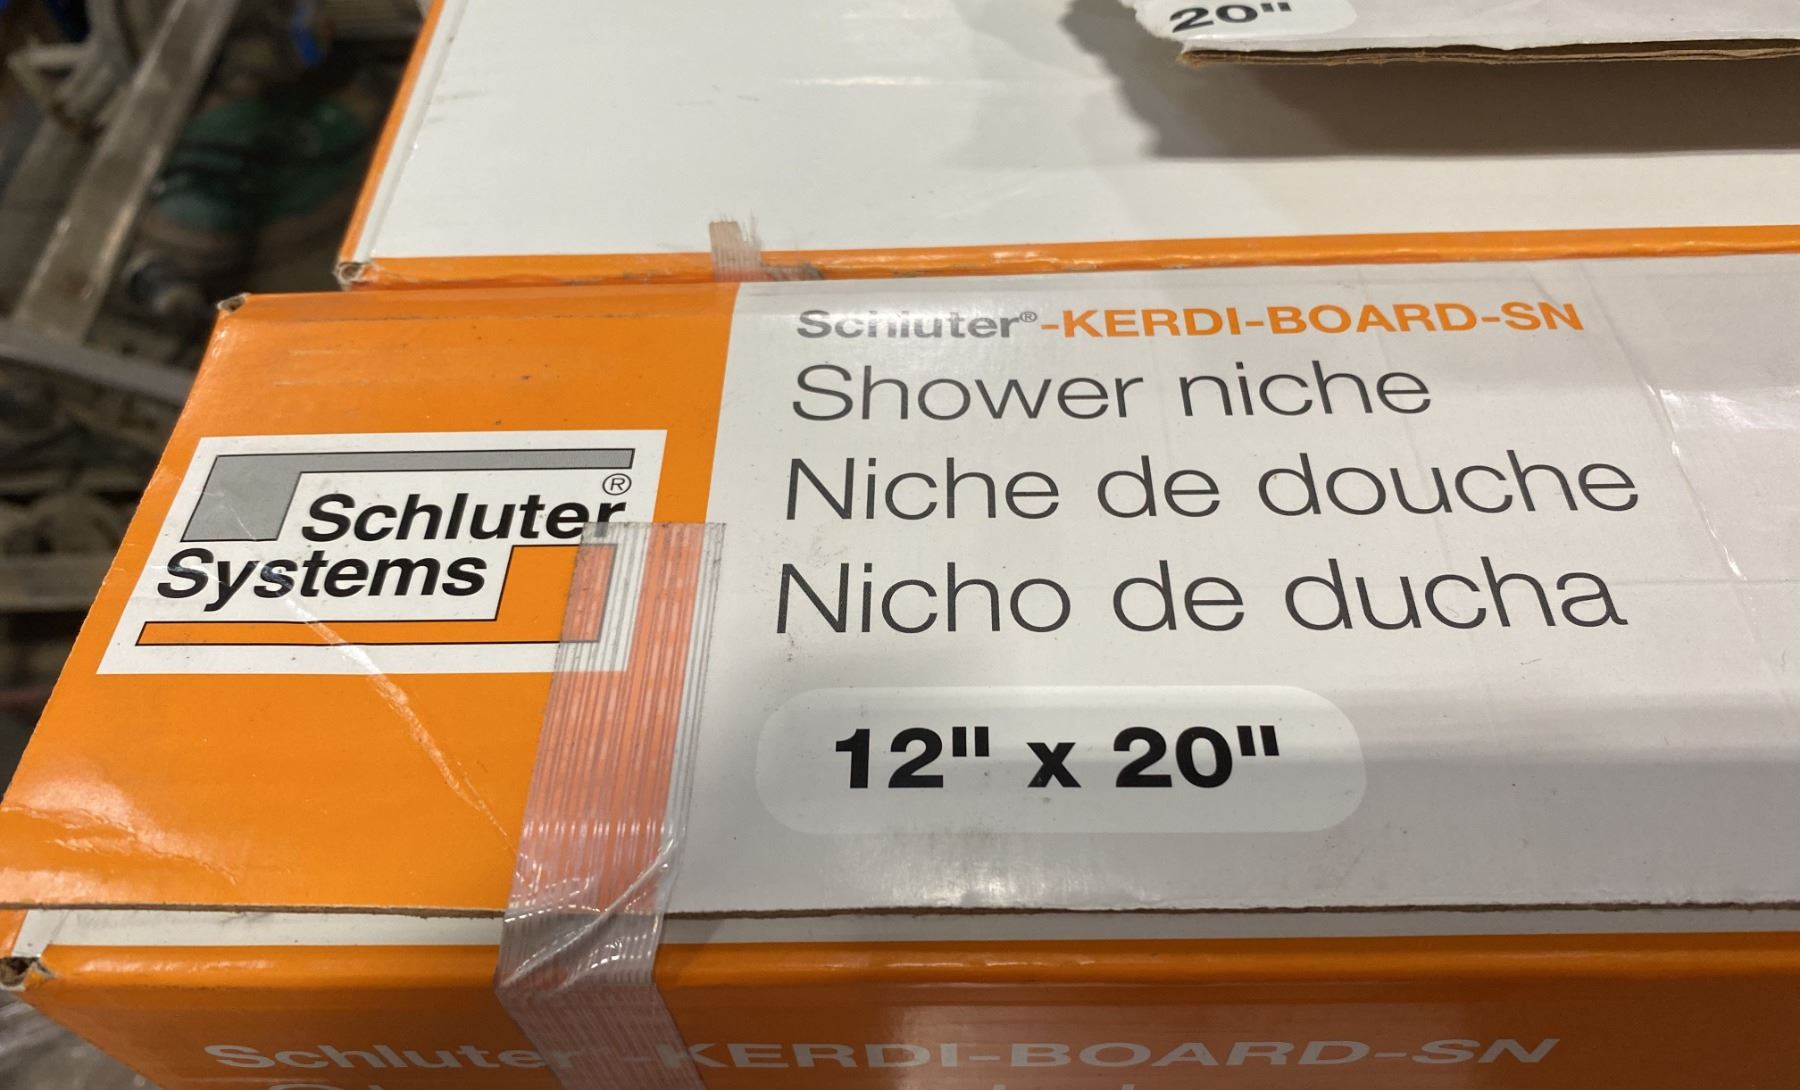 20"
Schluter®-KERDI-BOARD-SN
Shower niche
Niche de douche
Nicho de ducha
12" x 20"
Schluter®
Systems
Schluter®-KERDI-BOARD-SN